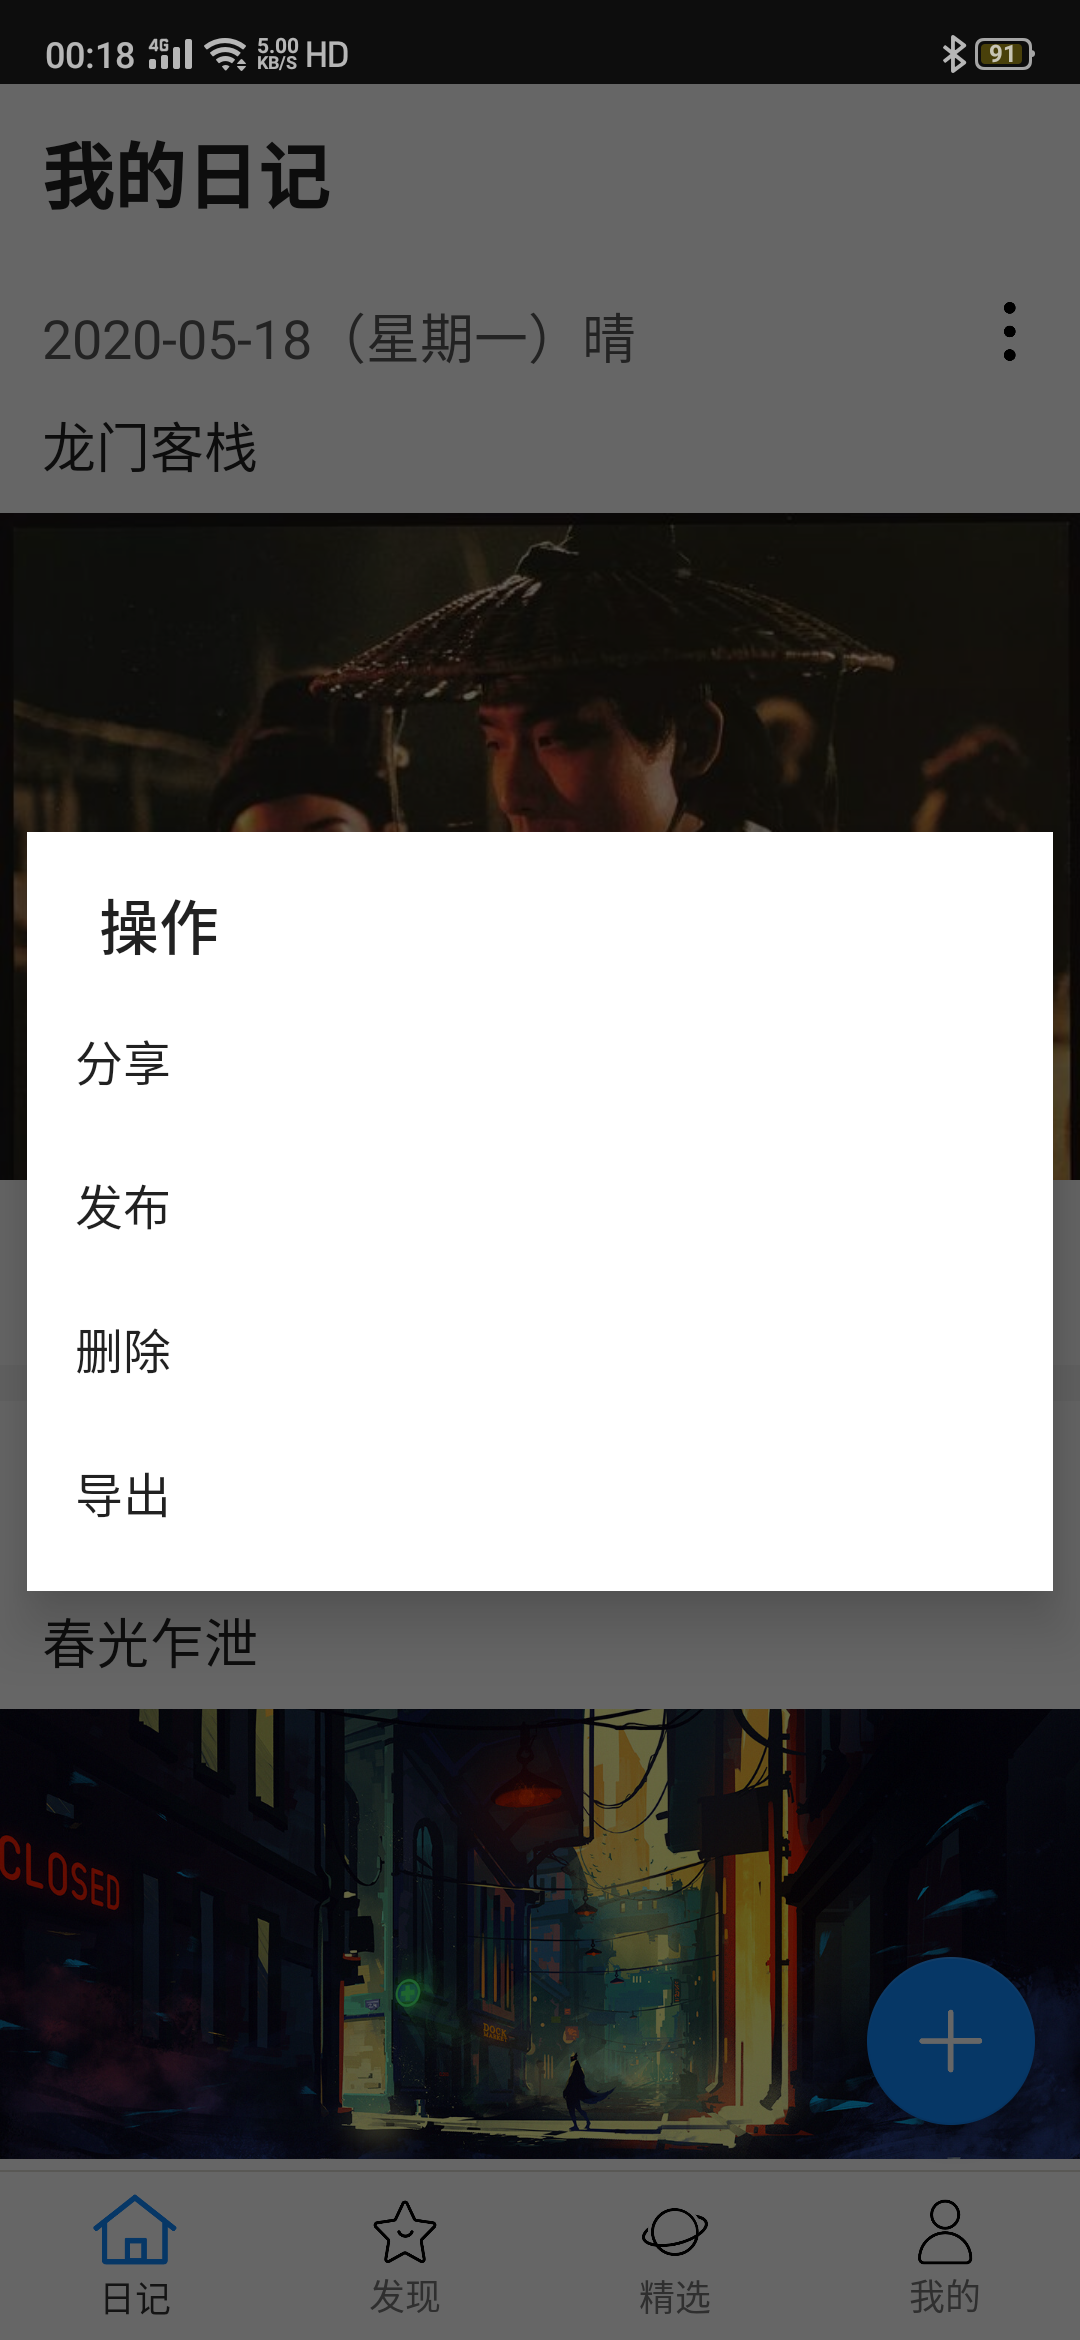 00:18 4G 5.00 KB/S HD 91
我的日记
2020-05-18（星期一）晴
龙门客栈
操作
分享
发布
删除
导出
春光乍泄
CLOSED
DOCK
MARKET
日记 发现 精选 我的